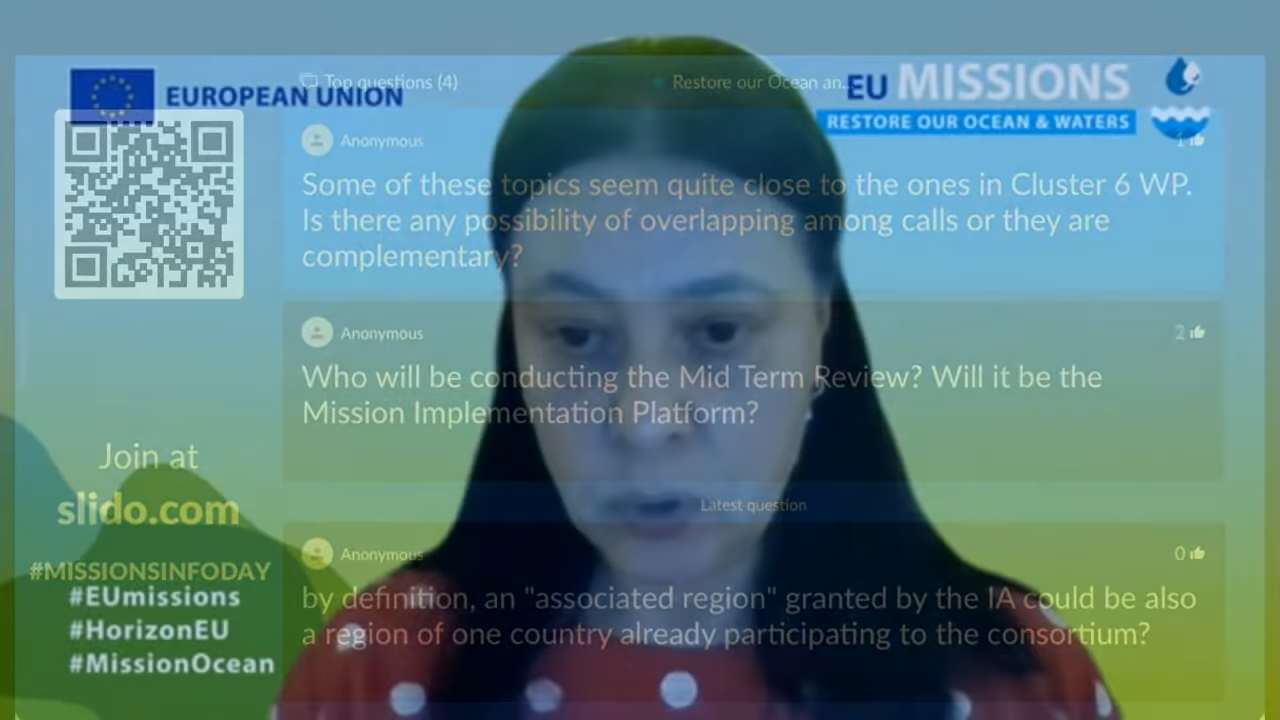 Top questions (4)
Restore our Ocean an...
EUROPEAN UNION
EU MISSIONS
RESTORE OUR OCEAN & WATERS
Anonymous
1
Some of these topics seem quite close to the ones in Cluster 6 WP.
Is there any possibility of overlapping among calls or they are
complementary?
Anonymous
2
Who will be conducting the Mid Term Review? Will it be the
Mission Implementation Platform?
Join at
slido.com
#MISSIONSINFODAY
#EUmissions
#HorizonEU
#MissionOcean
Latest question
Anonymous
0
by definition, an "associated region" granted by the IA could be also
a region of one country already participating to the consortium?